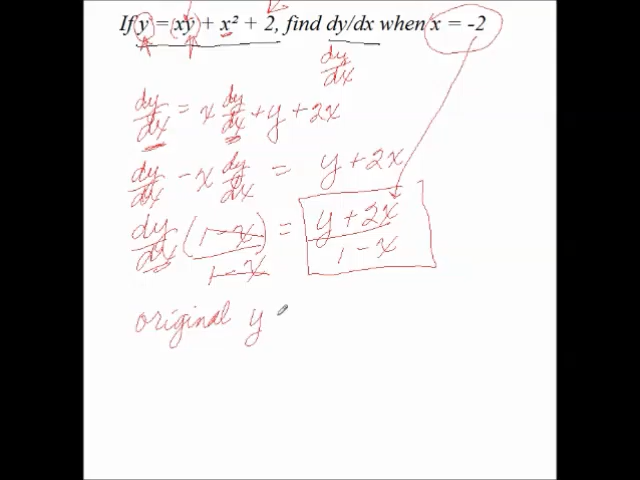 If y = xy + x² + 2, find dy/dx when x = -2
dy/dx
dy/dx = x dy/dx + y + 2x
dy/dx - x dy/dx = y + 2x
dy/dx (1-x)/1-x = y + 2x/1 - x
original y